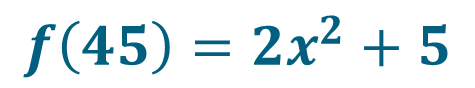 f(45) = 2x² + 5